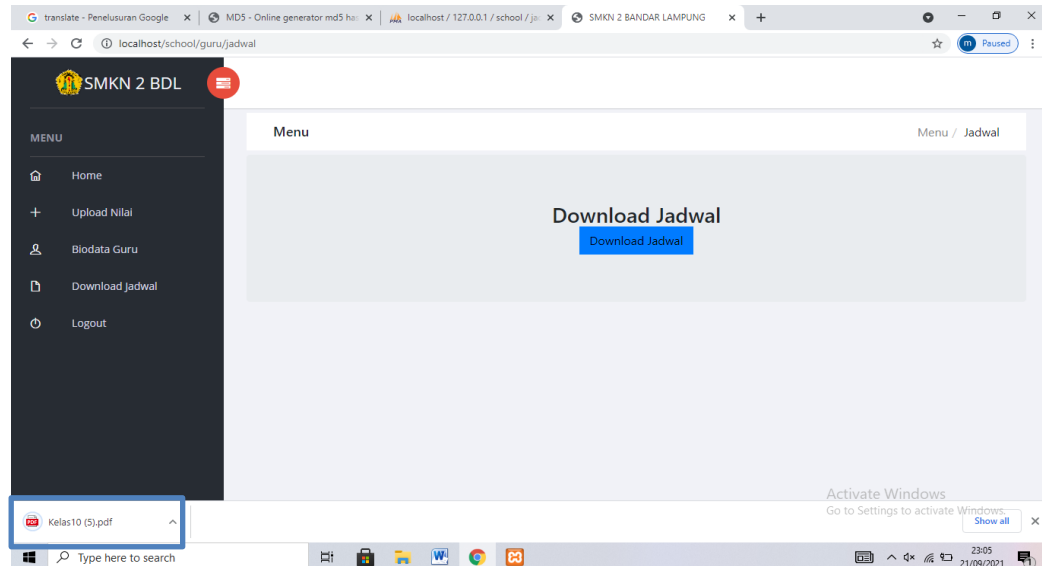 translate - Penelusuran Google
MD5 - Online generator md5 has
localhost / 127.0.0.1 / school / ja
SMKN 2 BANDAR LAMPUNG
localhost/school/guru/jadwal
m Paused
SMKN 2 BDL
MENU
Home
Upload Nilai
Biodata Guru
Download Jadwal
Logout
Menu
Menu / Jadwal
Download Jadwal
Download Jadwal
Activate Windows
Go to Settings to activate Windows.
PDF
Kelas10 (5).pdf
Show all
Type here to search
23:05
21/09/2021